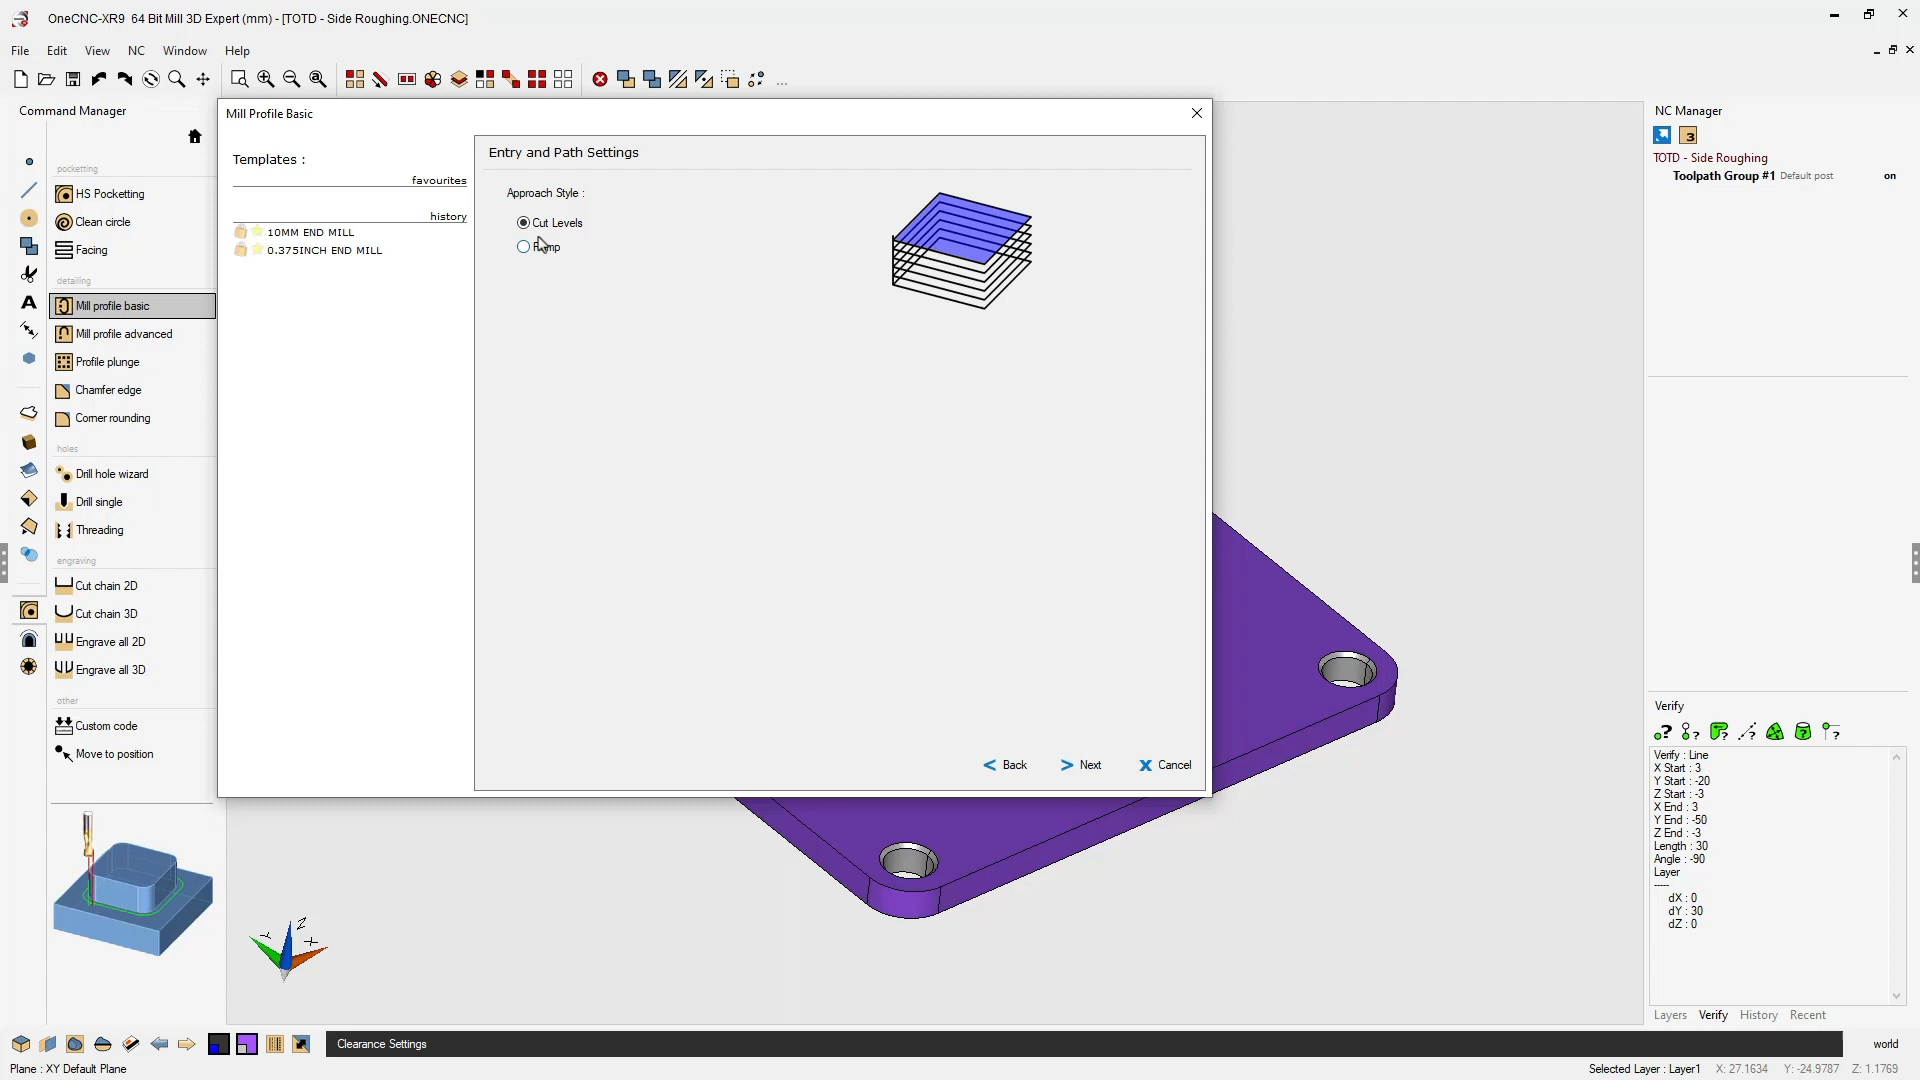 OneCNC-XR9 64 Bit Mill 3D Expert (mm) - [TOTD - Side Roughing.ONECNC]
File Edit View NC Window Help
Command Manager
pocketting
HS Pocketting
Clean circle
Facing
detailing
Mill profile basic
Mill profile advanced
Profile plunge
Chamfer edge
Corner rounding
holes
Drill hole wizard
Drill single
Threading
engraving
Cut chain 2D
Cut chain 3D
Engrave all 2D
Engrave all 3D
other
Custom code
Move to position
Mill Profile Basic
Templates :
favourites
history
10MM END MILL
0.375INCH END MILL
Entry and Path Settings
Approach Style :
Cut Levels
< Back > Next X Cancel
Z
Y
X
NC Manager
3
TOTD - Side Roughing
Toolpath Group #1 Default post on
Verify
Verify : Line
X Start : 3
Y Start : -20
Z Start : -3
X End : 3
Y End : -50
Z End : -3
Length : 30
Angle : -90
Layer
-----
dX : 0
dY : 30
dZ : 0
Layers Verify History Recent
Clearance Settings
world
Plane : XY Default Plane
Selected Layer : Layer1 X: 27.1634 Y: -24.9787 Z: 1.1769